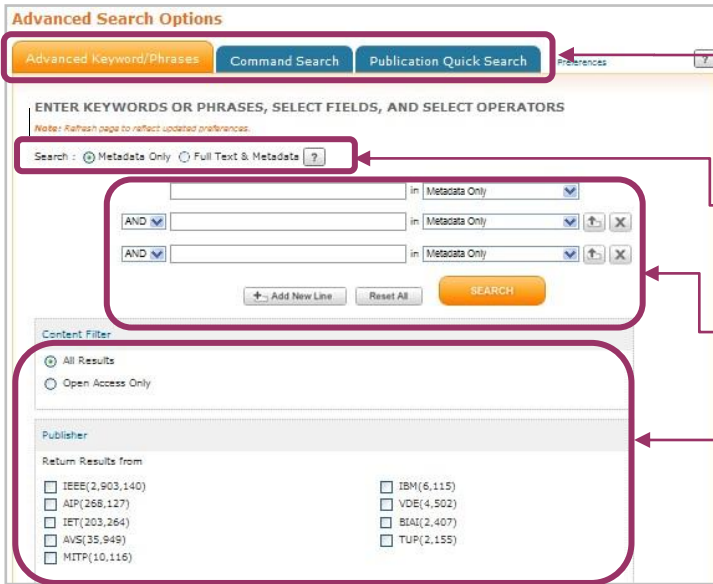 Advanced Search Options
Advanced Keyword/Phrases Command Search Publication Quick Search Preferences ?
ENTER KEYWORDS OR PHRASES, SELECT FIELDS, AND SELECT OPERATORS
Note: Refresh page to reflect updated preferences.
Search : Metadata Only Full Text & Metadata ?
in Metadata Only
AND in Metadata Only
AND in Metadata Only
Add New Line Reset All SEARCH
Content Filter
All Results
Open Access Only
Publisher
Return Results from
IEEE(2,903,140) IBM(6,115)
AIP(268,127) VDE(4,502)
IET(203,264) BIAI(2,407)
AVS(35,949) TUP(2,155)
MITP(10,116)